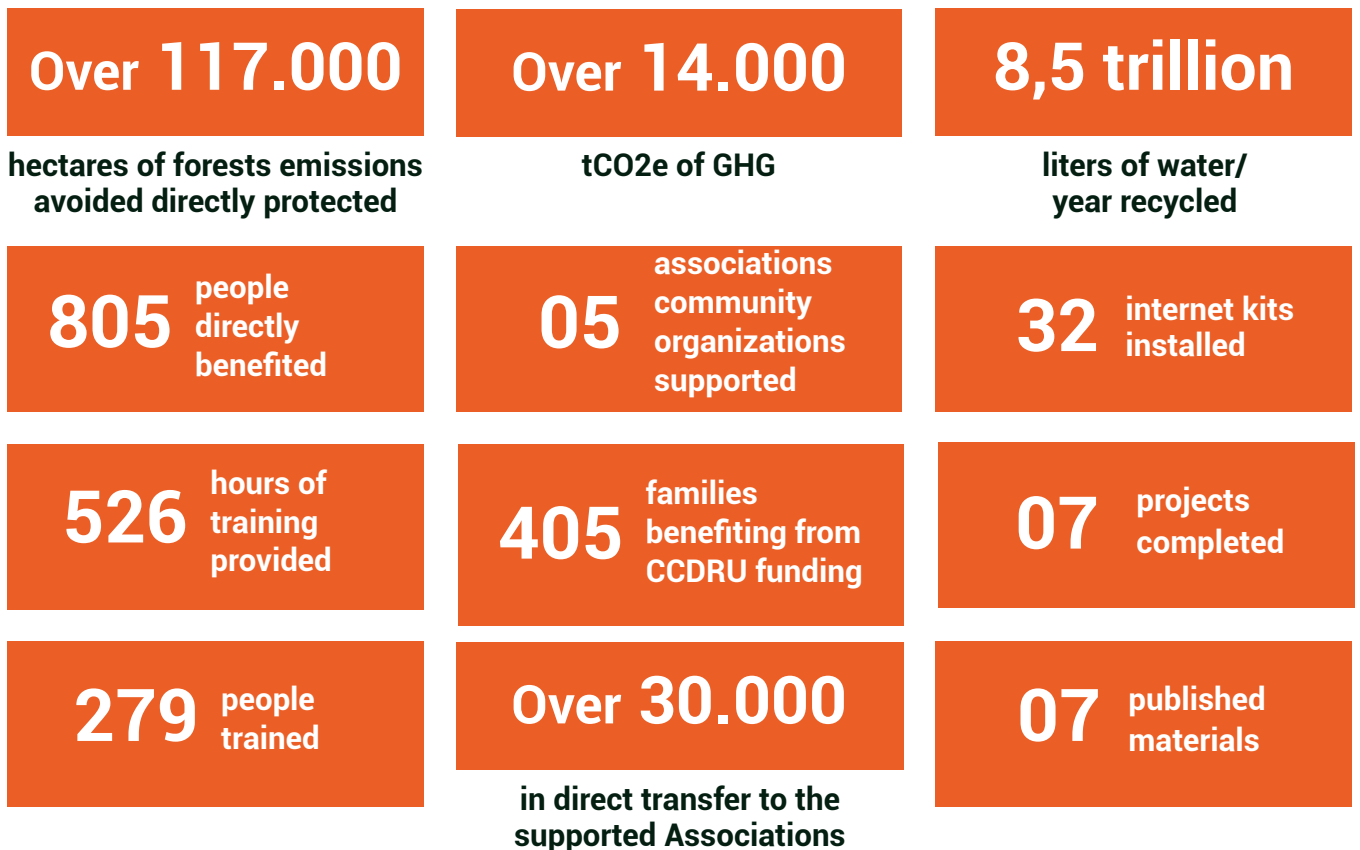 Over 117.000
hectares of forests emissions
avoided directly protected
Over 14.000
tCO2e of GHG
8,5 trillion
liters of water/
year recycled
805
people
directly
benefited
05
associations
community
organizations
supported
32
internet kits
installed
526
hours of
training
provided
405
families
benefiting from
CCDRU funding
07
projects
completed
279
people
trained
Over 30.000
in direct transfer to the
supported Associations
07
published
materials